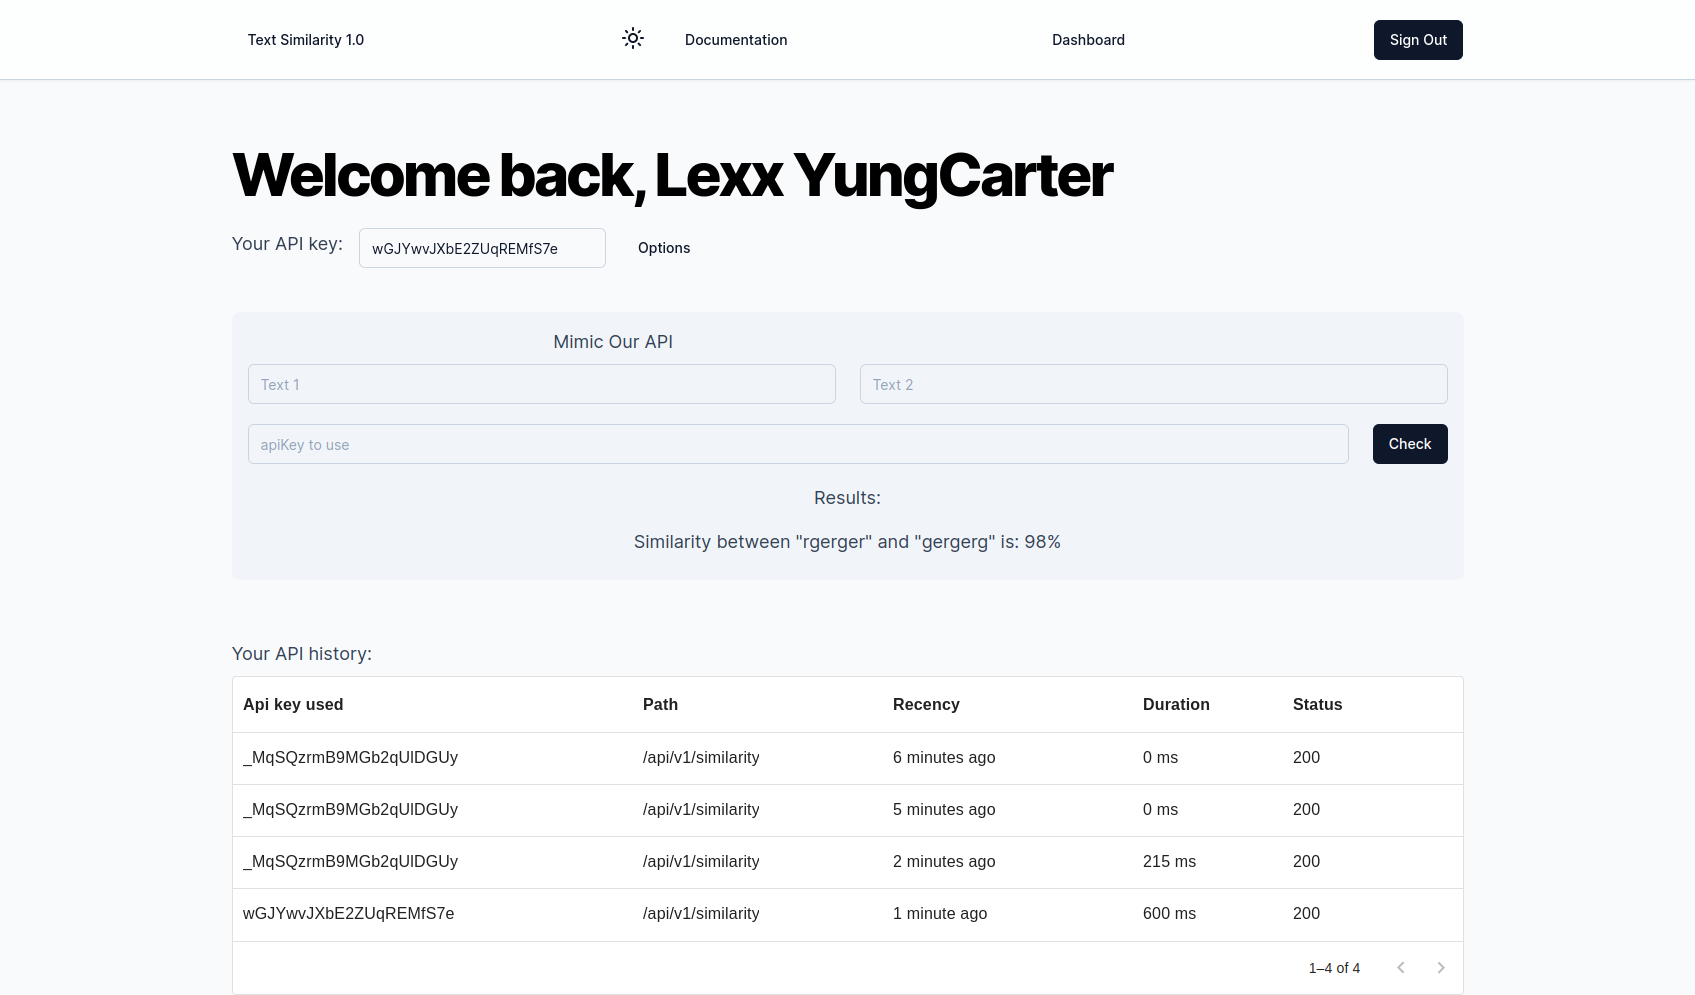 Text Similarity 1.0 Documentation Dashboard Sign Out
Welcome back, Lexx YungCarter
Your API key: wGJYwvJXbE2ZUqREMfS7e Options
Mimic Our API
Text 1 Text 2
apiKey to use Check
Results:
Similarity between "rgerger" and "gergerg" is: 98%
Your API history:
Api key used Path Recency Duration Status
_MqSQzrmB9MGb2qUlDGUy /api/v1/similarity 6 minutes ago 0 ms 200
_MqSQzrmB9MGb2qUlDGUy /api/v1/similarity 5 minutes ago 0 ms 200
_MqSQzrmB9MGb2qUlDGUy /api/v1/similarity 2 minutes ago 215 ms 200
wGJYwvJXbE2ZUqREMfS7e /api/v1/similarity 1 minute ago 600 ms 200
1–4 of 4